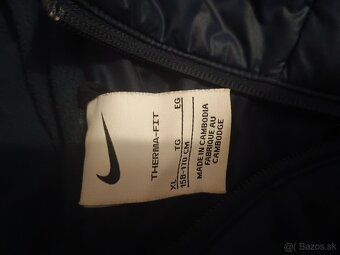 THERMA-FIT
XL TG EG
158-170 CM
MADE IN CAMBODIA
FABRIQUE AU
CAMBODGE
Bazos.sk